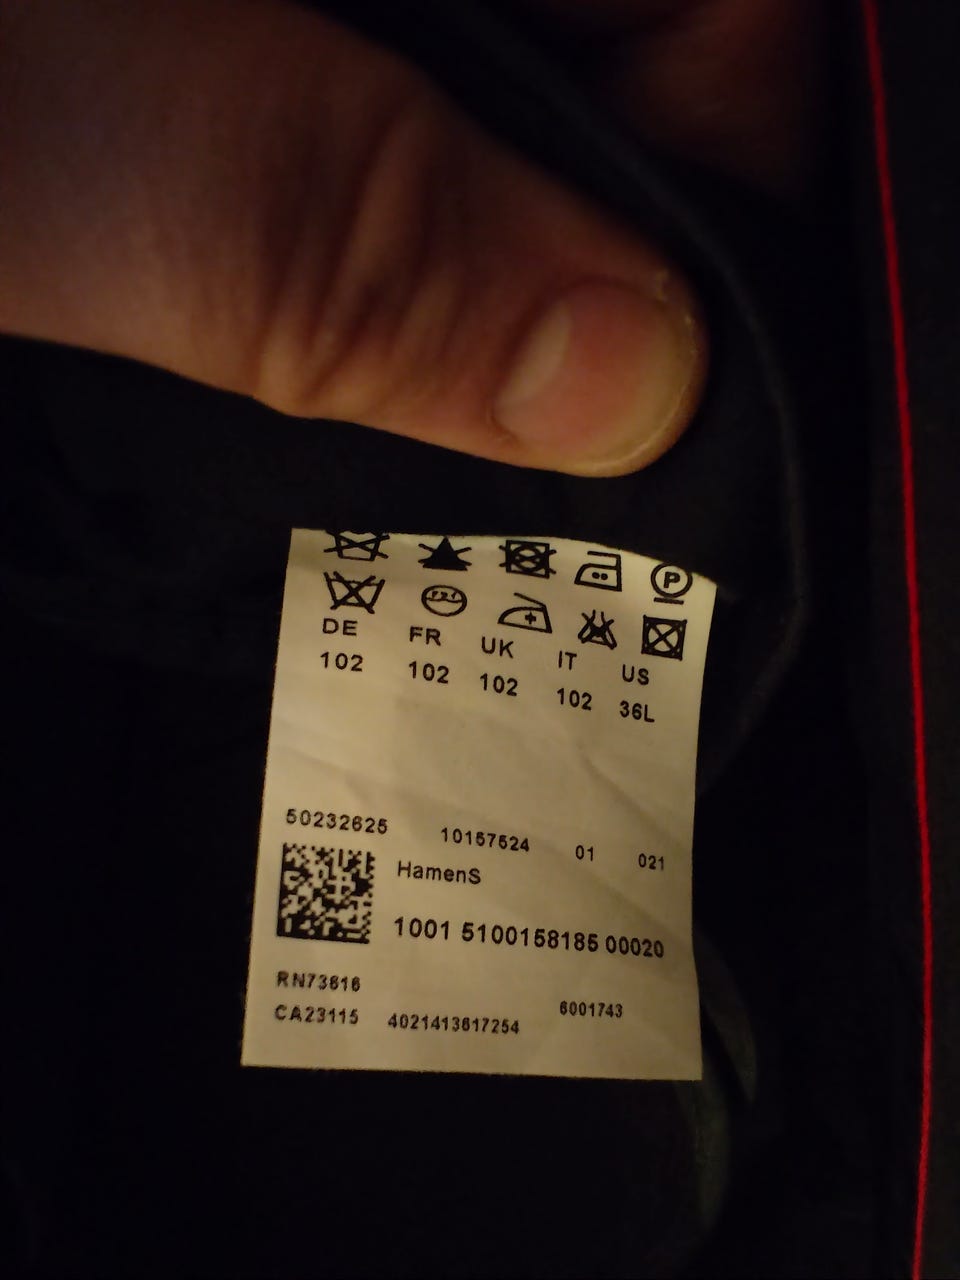 P
DE FR UK IT US
102 102 102 102 36L
50232625 10157524 01 021
HamenS
1001 5100158185 00020
RN73616
CA23115 4021413617254 6001743